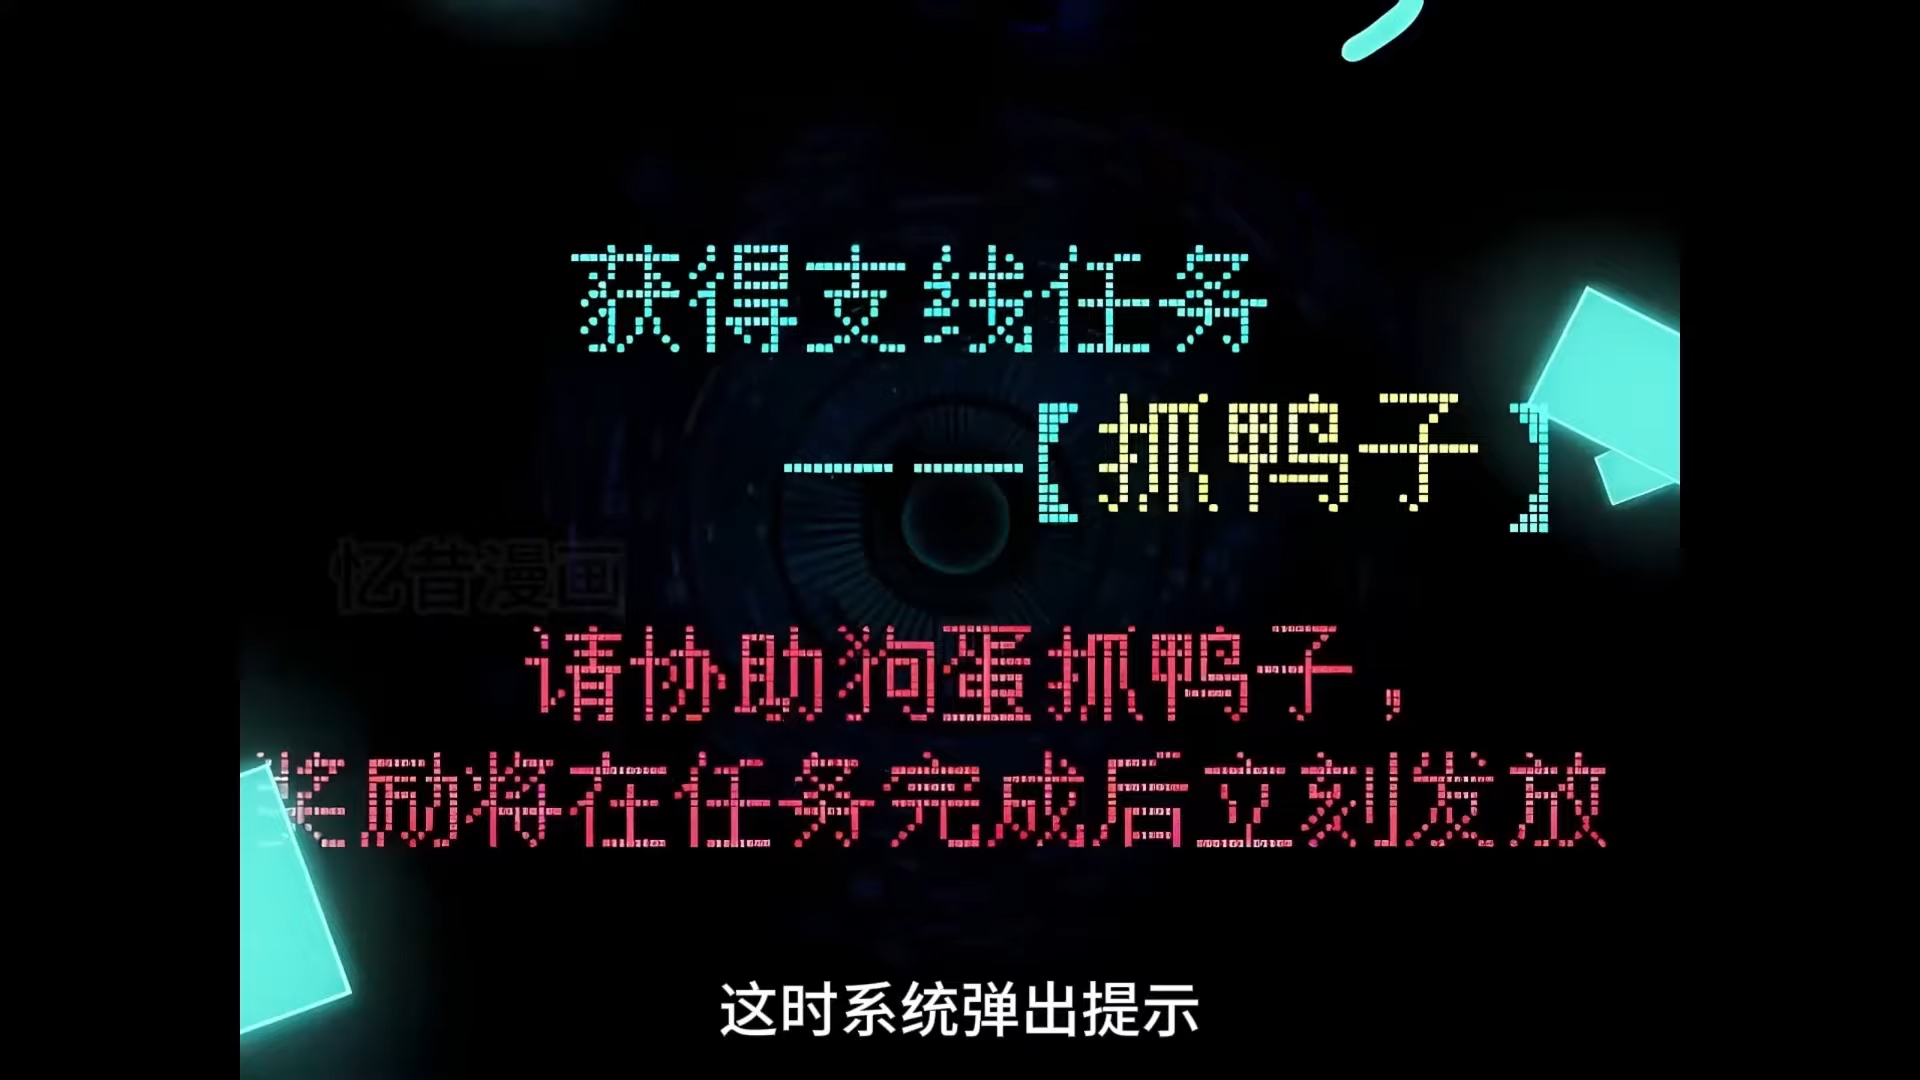 获得支线任务
——【抓鸭子】
忆昔漫画
请协助狗蛋抓鸭子，
奖励将在任务完成后立刻发放
这时系统弹出提示